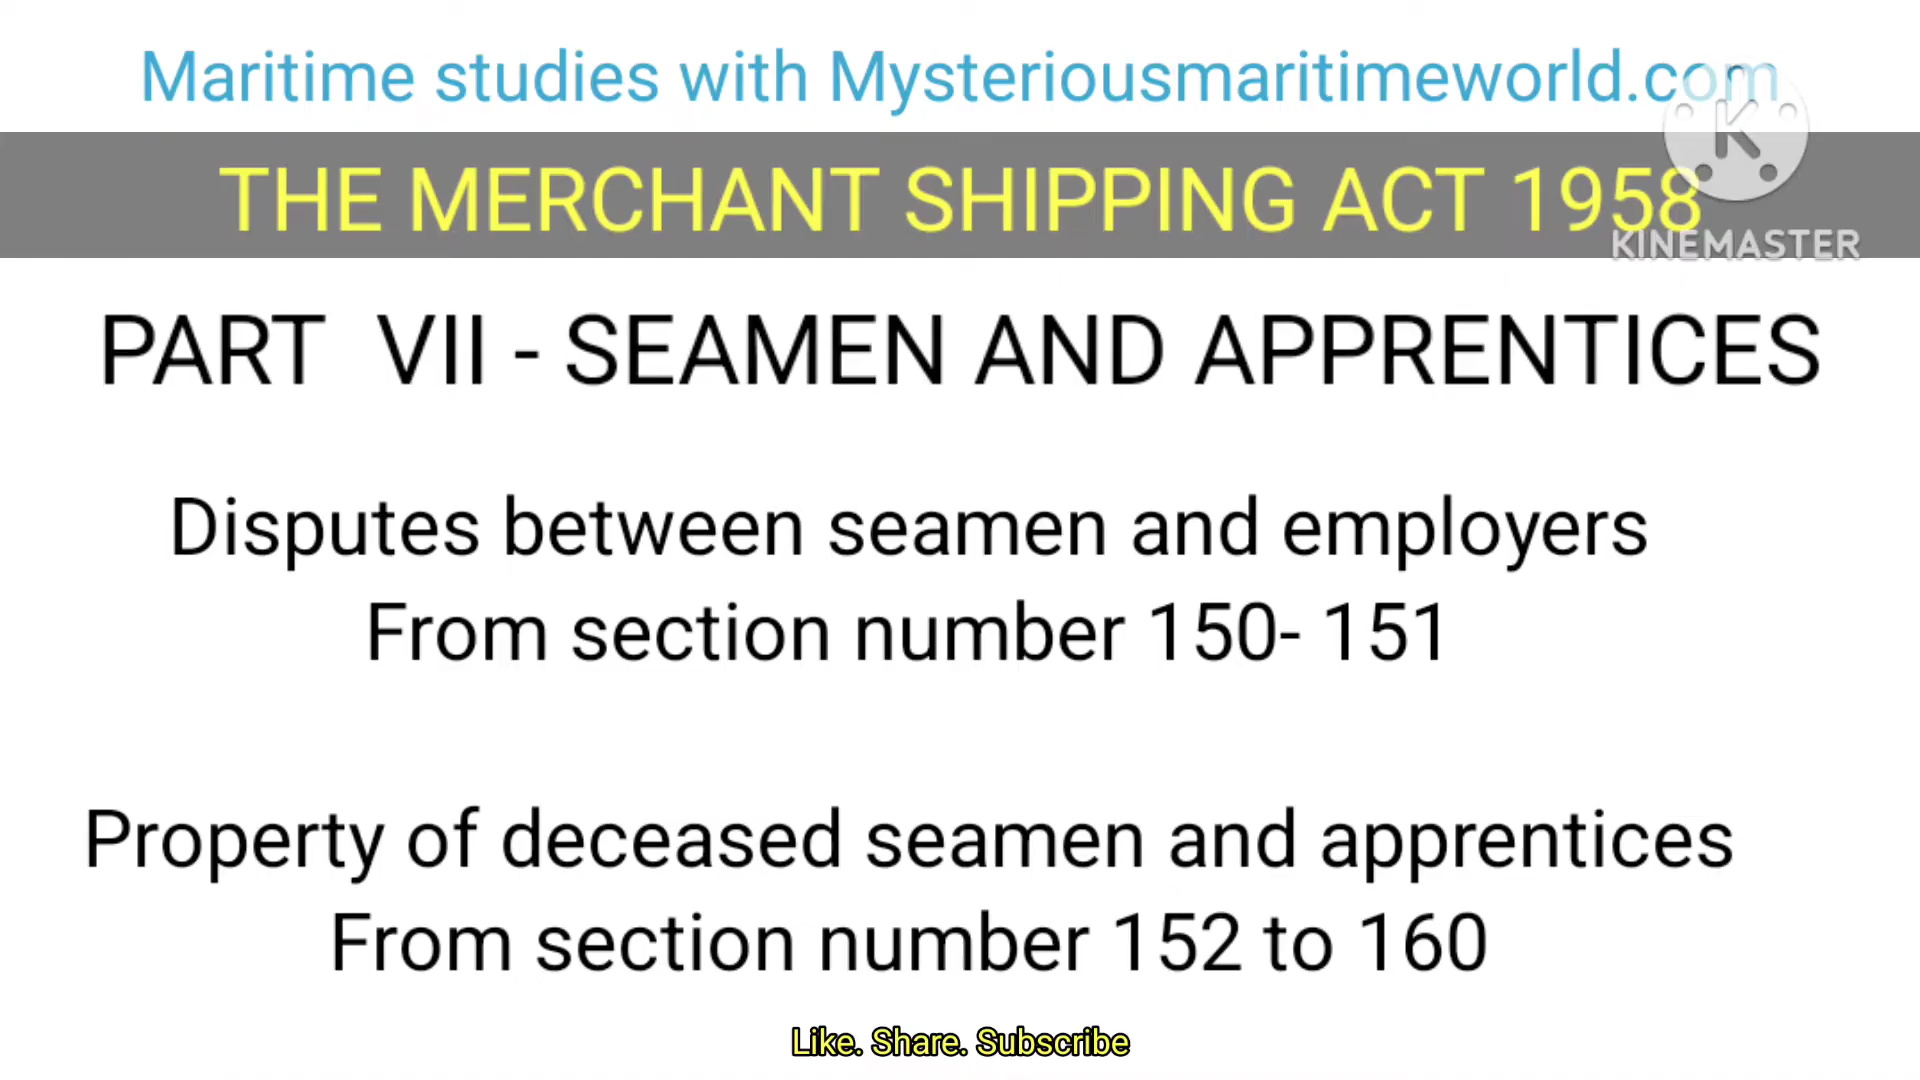 Maritime studies with Mysteriousmaritimeworld.com
K
THE MERCHANT SHIPPING ACT 1958
KINEMASTER
PART VII - SEAMEN AND APPRENTICES
Disputes between seamen and employers
From section number 150- 151
Property of deceased seamen and apprentices
From section number 152 to 160
Like. Share. Subscribe